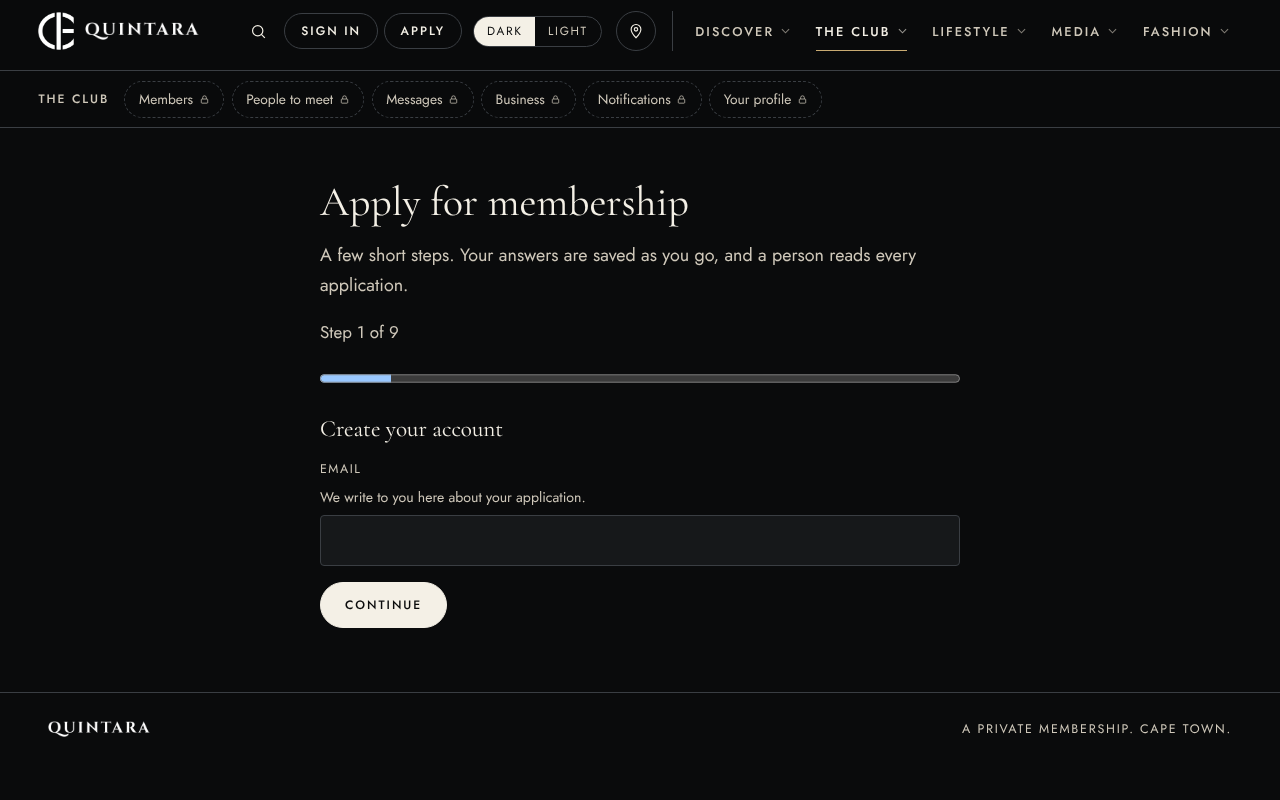 QUINTARA
SIGN IN
APPLY
DARK
LIGHT
DISCOVER
THE CLUB
LIFESTYLE
MEDIA
FASHION
THE CLUB
Members
People to meet
Messages
Business
Notifications
Your profile
Apply for membership
A few short steps. Your answers are saved as you go, and a person reads every
application.
Step 1 of 9
Create your account
EMAIL
We write to you here about your application.
CONTINUE
QUINTARA
A PRIVATE MEMBERSHIP. CAPE TOWN.